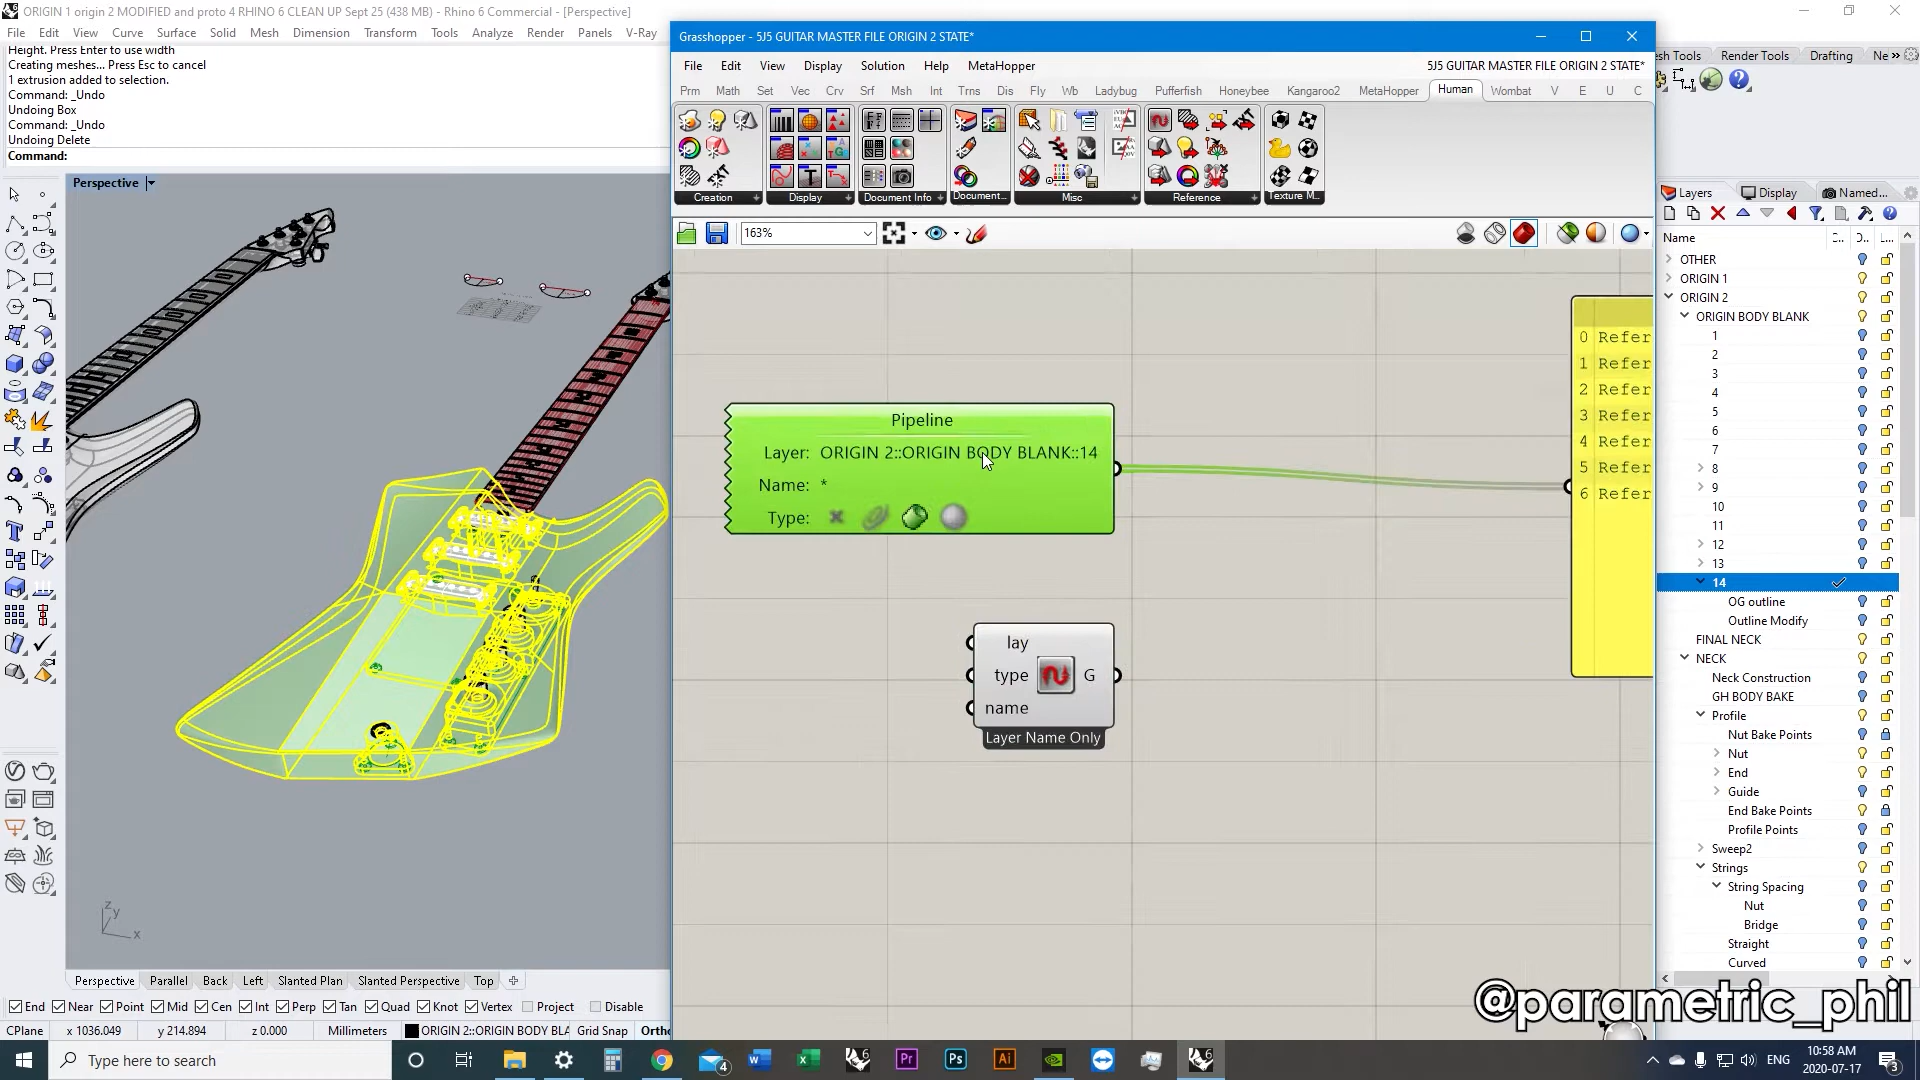 ORIGIN 1 origin 2 MODIFIED and proto 4 RHINO 6 CLEAN UP Sept 25 (438 MB) - Rhino 6 Commercial - [Perspective]
File Edit View Curve Surface Solid Mesh Dimension Transform Tools Analyze Render Panels V-Ray
Height. Press Enter to use width
Creating meshes... Press Esc to cancel
1 extrusion added to selection.
Command: _Undo
Undoing Box
Command: _Undo
Undoing Delete
Command:
Perspective
z
y
x
Perspective Parallel Back Left Slanted Plan Slanted Perspective Top
End Near Point Mid Cen Int Perp Tan Quad Knot Vertex Project Disable
CPlane x 1036.049 y 214.894 z 0.000 Millimeters ORIGIN 2::ORIGIN BODY BLA Grid Snap Ortho
Grasshopper - 5J5 GUITAR MASTER FILE ORIGIN 2 STATE*
File Edit View Display Solution Help MetaHopper 5J5 GUITAR MASTER FILE ORIGIN 2 STATE*
Prm Math Set Vec Crv Srf Msh Int Trns Dis Fly Wb Ladybug Pufferfish Honeybee Kangaroo2 MetaHopper Human Wombat V E U C
Creation Display Document Info Document... Misc Reference Texture M...
163%
Pipeline
Layer: ORIGIN 2::ORIGIN BODY BLANK::14
Name: *
Type:
lay
type G
name
Layer Name Only
0 Refer
1 Refer
2 Refer
3 Refer
4 Refer
5 Refer
6 Refer
esh Tools Render Tools Drafting Ne »
Layers Display Named...
Name C.. D.. L...
OTHER
ORIGIN 1
ORIGIN 2
ORIGIN BODY BLANK
1
2
3
4
5
6
7
8
9
10
11
12
13
14
OG outline
Outline Modify
FINAL NECK
NECK
Neck Construction
GH BODY BAKE
Profile
Nut Bake Points
Nut
End
Guide
End Bake Points
Profile Points
Sweep2
Strings
String Spacing
Nut
Bridge
Straight
Curved
@parametric_phil
Type here to search
4
ENG
10:58 AM
2020-07-17
3